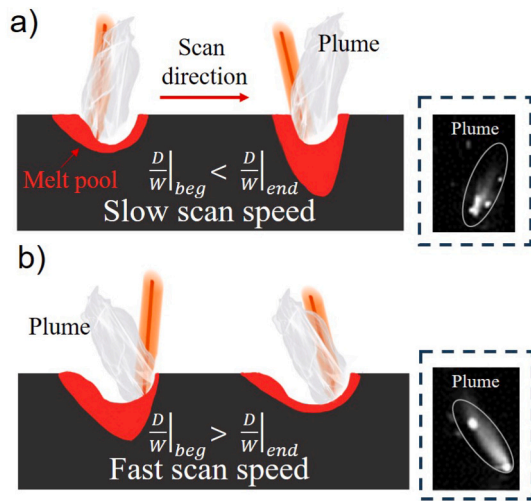 a)
Scan
direction
Plume
Plume
Melt pool
D/W|beg < D/W|end
Slow scan speed
b)
Plume
Plume
D/W|beg > D/W|end
Fast scan speed